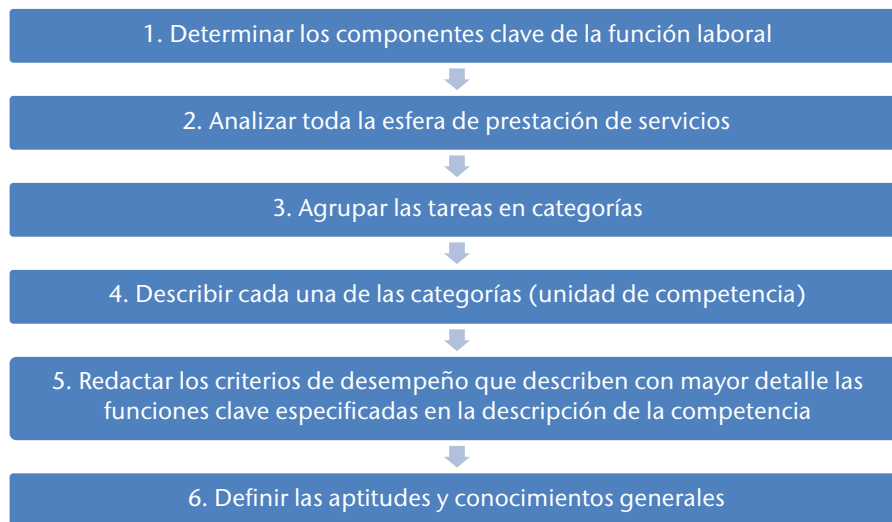 1. Determinar los componentes clave de la función laboral
2. Analizar toda la esfera de prestación de servicios
3. Agrupar las tareas en categorías
4. Describir cada una de las categorías (unidad de competencia)
5. Redactar los criterios de desempeño que describen con mayor detalle las
funciones clave especificadas en la descripción de la competencia
6. Definir las aptitudes y conocimientos generales